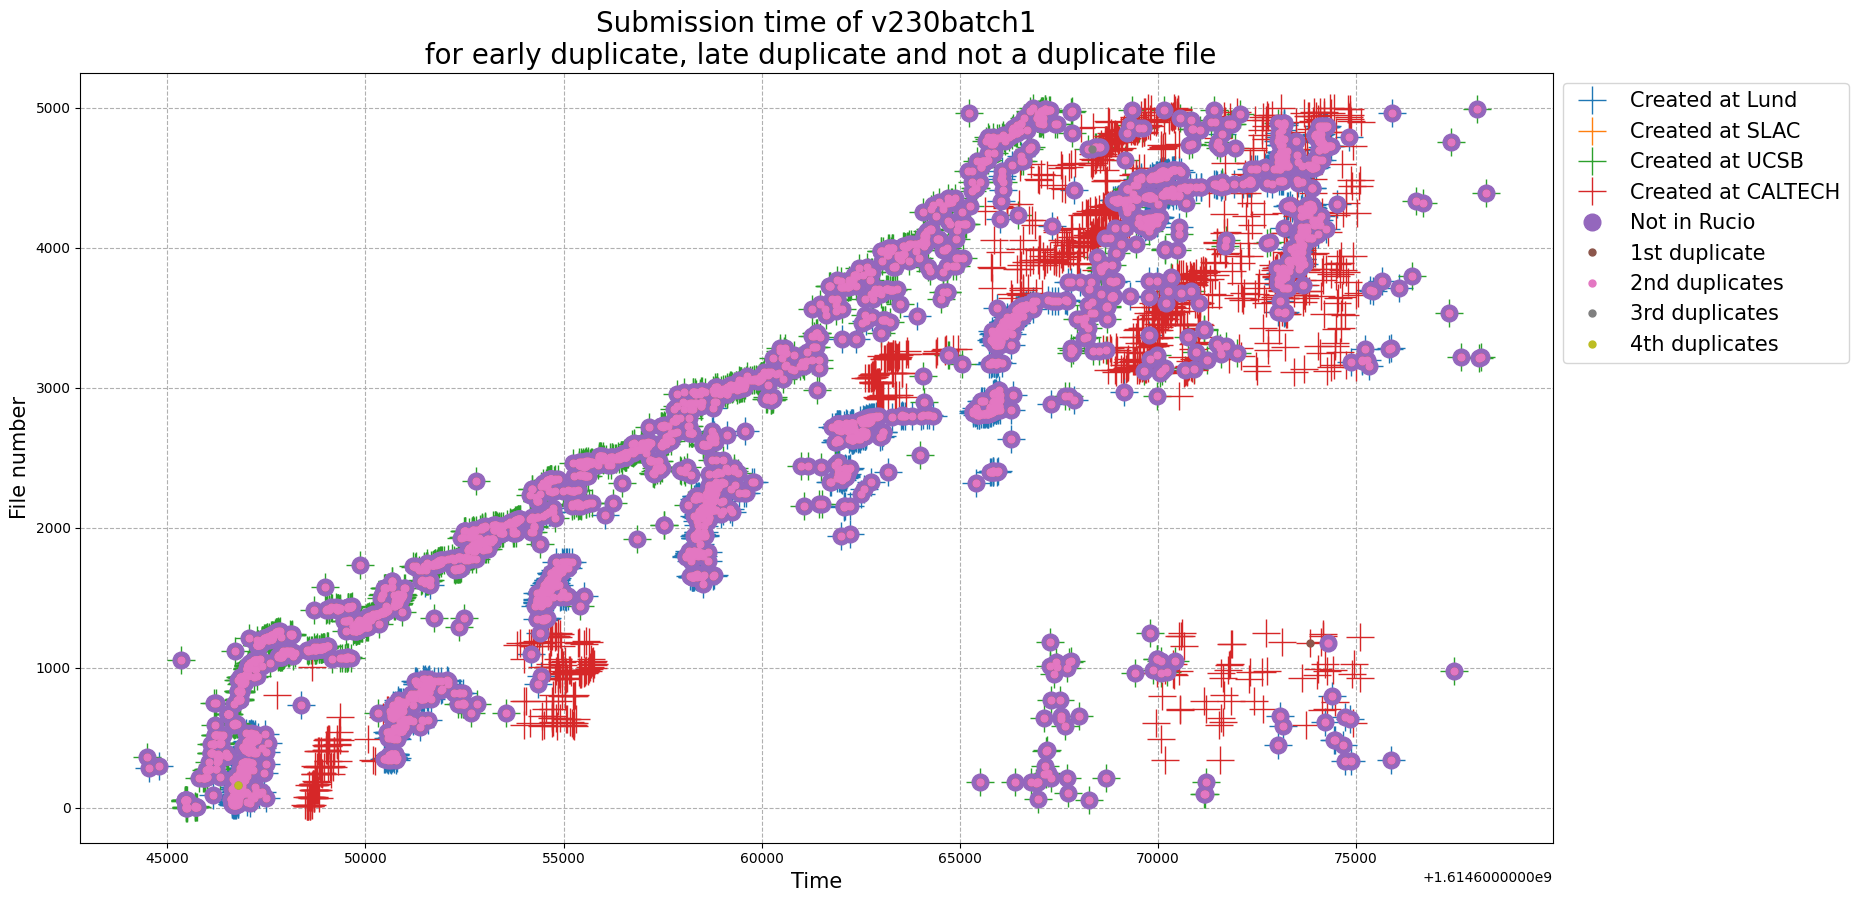 Submission time of v230batch1
for early duplicate, late duplicate and not a duplicate file
File number
5000
4000
3000
2000
1000
0
45000
50000
55000
60000
65000
70000
75000
Time
+1.6146000000e9
Created at Lund
Created at SLAC
Created at UCSB
Created at CALTECH
Not in Rucio
1st duplicate
2nd duplicates
3rd duplicates
4th duplicates